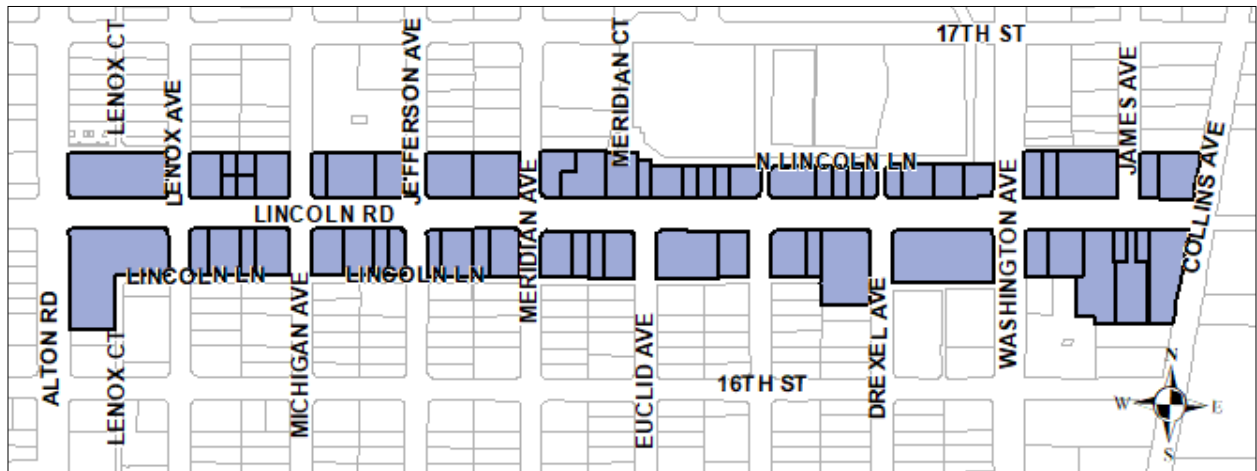 17TH ST
LENOX CT
LENOX AVE
JEFFERSON AVE
MERIDIAN CT
JAMES AVE
N LINCOLN LN
LINCOLN RD
MERIDIAN AVE
WASHINGTON AVE
COLLINS AVE
LINCOLN LN
LINCOLN LN
ALTON RD
LENOX CT
MICHIGAN AVE
EUCLID AVE
16TH ST
DREXEL AVE
N
W
E
S